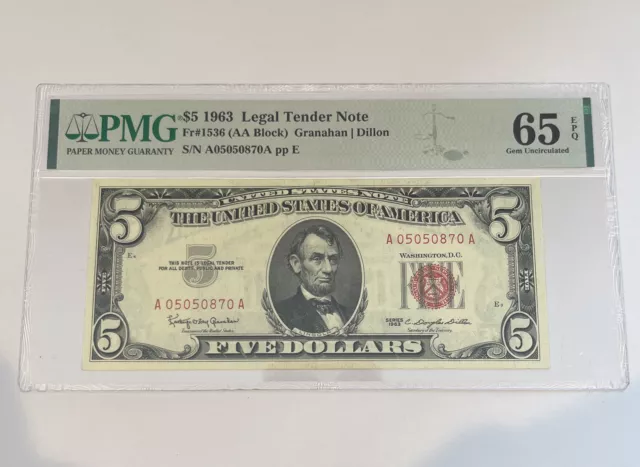 PMG
PAPER MONEY GUARANTY
$5 1963 Legal Tender Note
Fr#1536 (AA Block) Granahan | Dillon
S/N A05050870A pp E
65 EPQ
Gem Uncirculated
UNITED STATES NOTE
THE UNITED STATES OF AMERICA
5
5
A 05050870 A
5
THIS NOTE IS LEGAL TENDER
FOR ALL DEBTS, PUBLIC AND PRIVATE
WASHINGTON, D.C.
FIVE
A 05050870 A
SERIES
1963
LINCOLN
5
5
FIVE DOLLARS